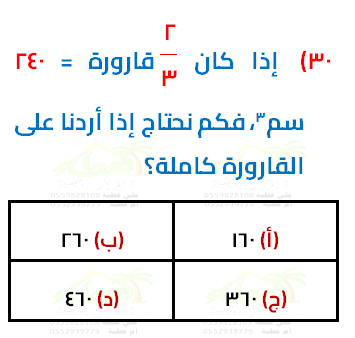 ٣٠) إذا كان ٢/٣ قارورة = ٢٤٠
سم٣، فكم نحتاج إذا أردنا على
القارورة كاملة؟
(أ) ١٦٠
(ب) ٢٦٠
(ج) ٣٦٠
(د) ٤٦٠